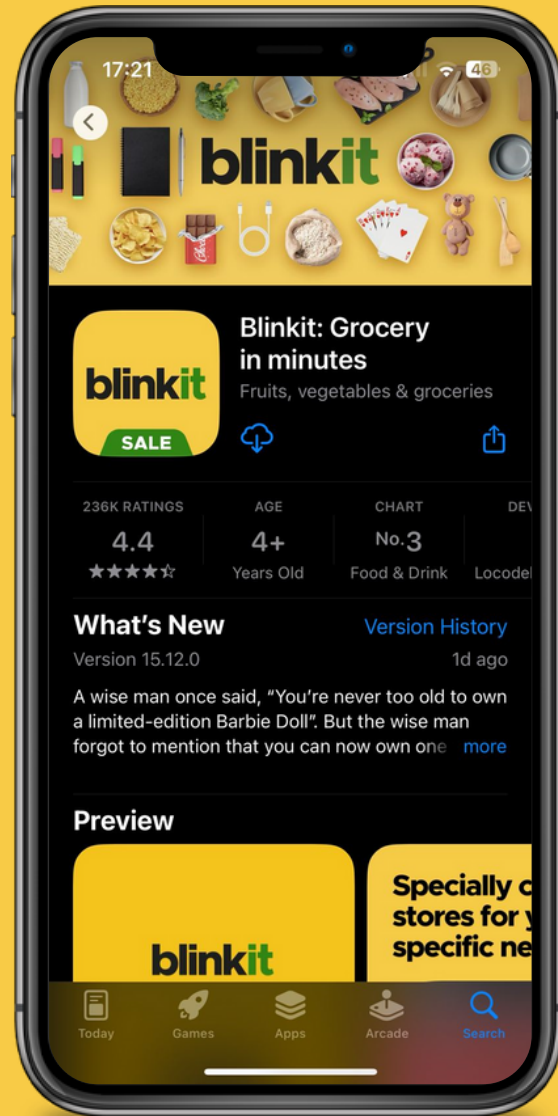 17:21
46
blinkit
blinkit
SALE
Blinkit: Grocery
in minutes
Fruits, vegetables & groceries
236K RATINGS
4.4
AGE
4+
Years Old
CHART
No.3
Food & Drink
DEV
Locodel
What's New
Version History
Version 15.12.0
1d ago
A wise man once said, “You're never too old to own
a limited-edition Barbie Doll”. But the wise man
forgot to mention that you can now own one more
Preview
blinkit
Specially c
stores for y
specific ne
Today
Games
Apps
Arcade
Search